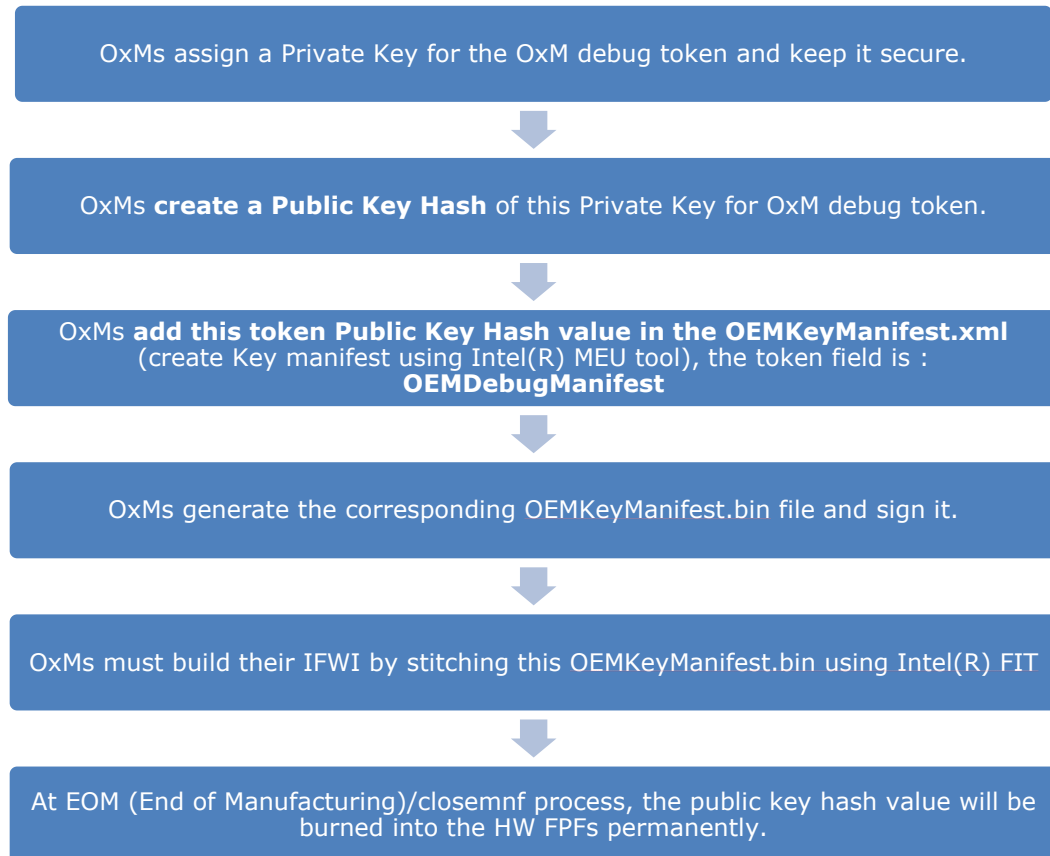 OxMs assign a Private Key for the OxM debug token and keep it secure.
OxMs create a Public Key Hash of this Private Key for OxM debug token.
OxMs add this token Public Key Hash value in the OEMKeyManifest.xml
(create Key manifest using Intel(R) MEU tool), the token field is :
OEMDebugManifest
OxMs generate the corresponding OEMKeyManifest.bin file and sign it.
OxMs must build their IFWI by stitching this OEMKeyManifest.bin using Intel(R) FIT
At EOM (End of Manufacturing)/closemnf process, the public key hash value will be
burned into the HW FPFs permanently.